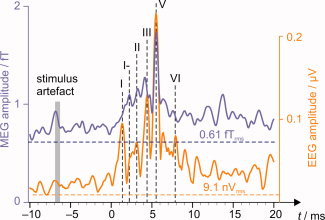 V
I I- II III VI
2
1
0
MEG amplitude / fT
stimulus
artefact
0.61 fTrms
9.1 nVrms
0,2
0.1
0
EEG amplitude / µV
−10 −5 0 5 10 15 20 t / ms